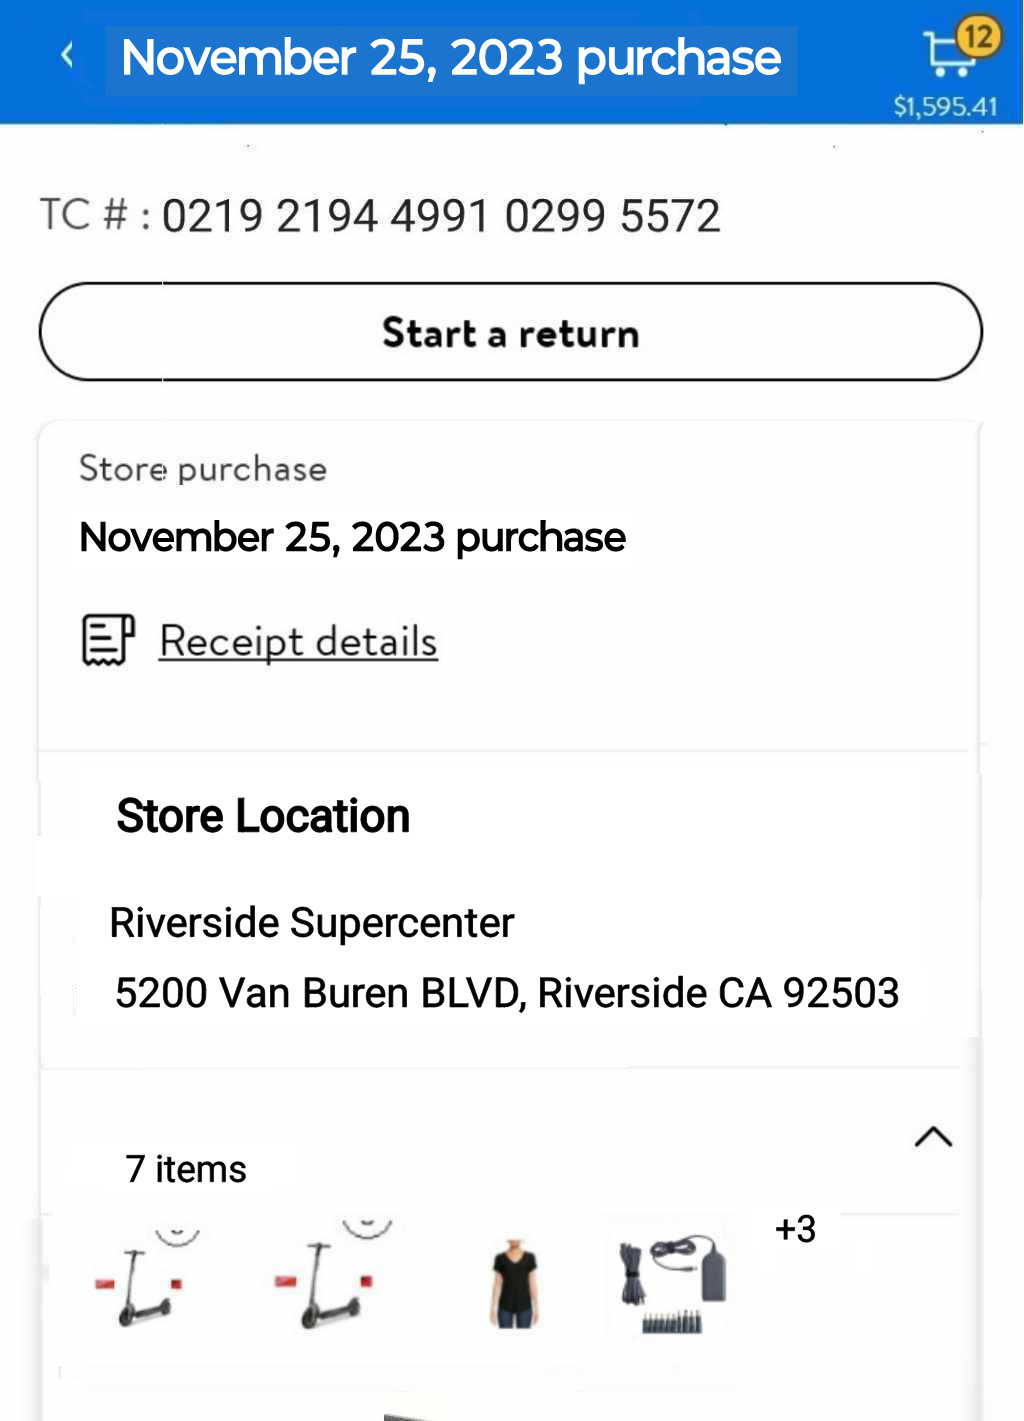 November 25, 2023 purchase
12
$1,595.41
TC # : 0219 2194 4991 0299 5572
Start a return
Store purchase
November 25, 2023 purchase
Receipt details
Store Location
Riverside Supercenter
5200 Van Buren BLVD, Riverside CA 92503
7 items
+3